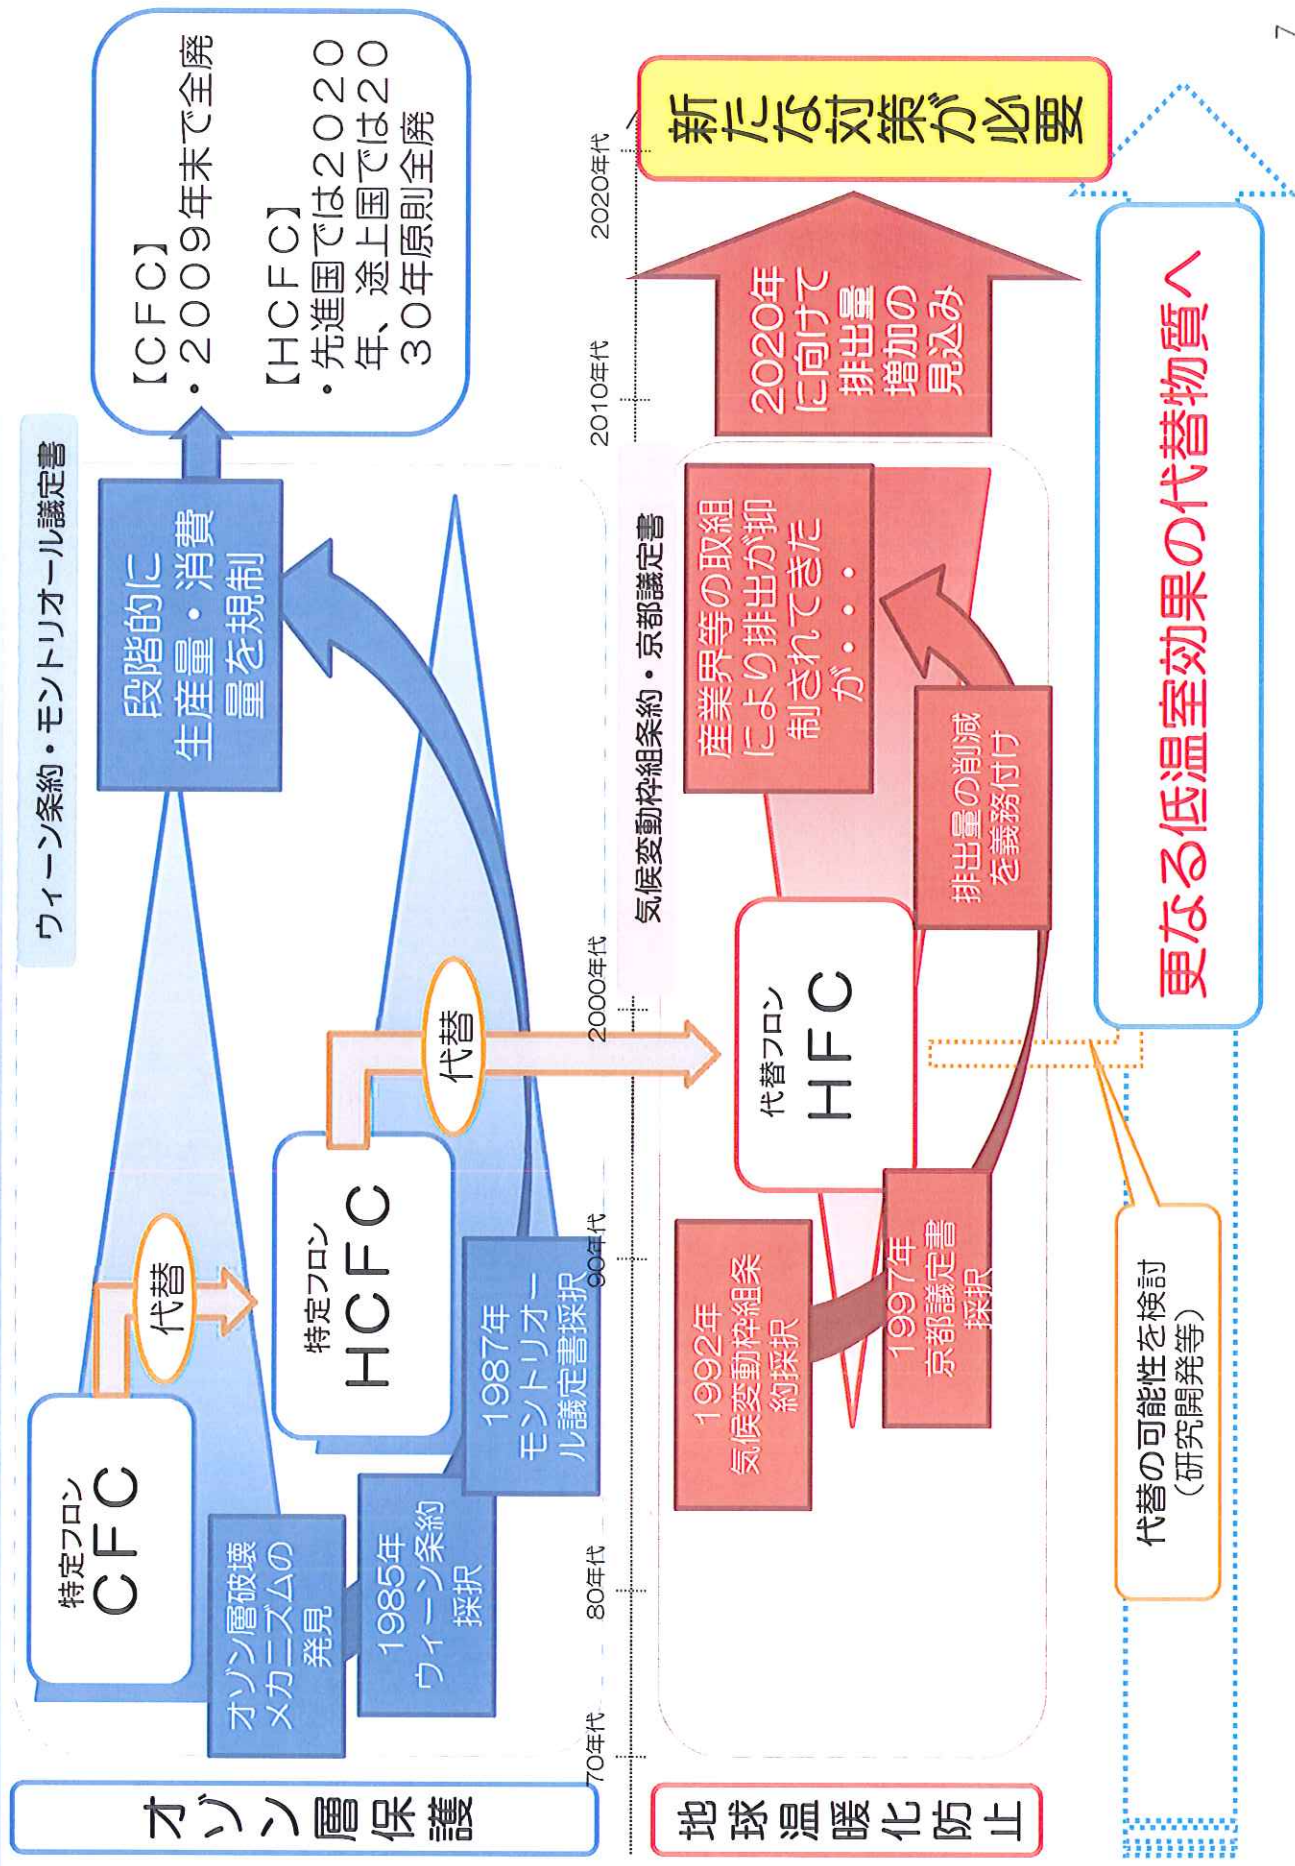 オゾン層保護
ウィーン条約・モントリオール議定書
特定フロン
CFC
代替
オゾン層破壊
メカニズムの
発見
1985年
ウィーン条約
採択
特定フロン
HCFC
代替
1987年
モントリオー
ル議定書採択
段階的に
生産量・消費
量を規制
【CFC】
・2009年末で全廃
【HCFC】
・先進国では2020
年、途上国では20
30年原則全廃
70年代
80年代
90年代
2000年代
2010年代
2020年代
地球温暖化防止
気候変動枠組条約・京都議定書
1992年
気候変動枠組条
約採択
1997年
京都議定書
採択
代替フロン
HFC
排出量の削減
を義務付け
産業界等の取組
により排出が抑
制されてきた
が・・・・
2020年
に向けて
排出量
増加の
見込み
新たな対策が必要
代替の可能性を検討
(研究開発等)
更なる低温室効果の代替物質へ
7